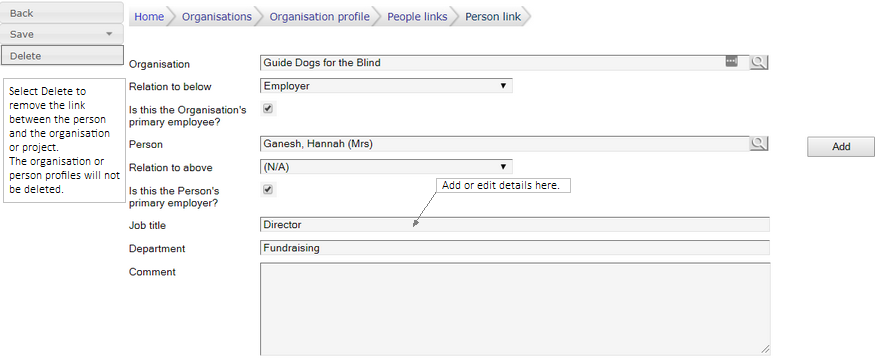 Back
Save
Delete
Select Delete to
remove the link
between the person
and the organisation
or project.
The organisation or
person profiles will not
be deleted.
Home Organisations Organisation profile People links Person link
Organisation Guide Dogs for the Blind
Relation to below Employer
Is this the Organisation's
primary employee?
Person Ganesh, Hannah (Mrs)
Add
Relation to above (N/A)
Is this the Person's
primary employer?
Add or edit details here.
Job title Director
Department Fundraising
Comment